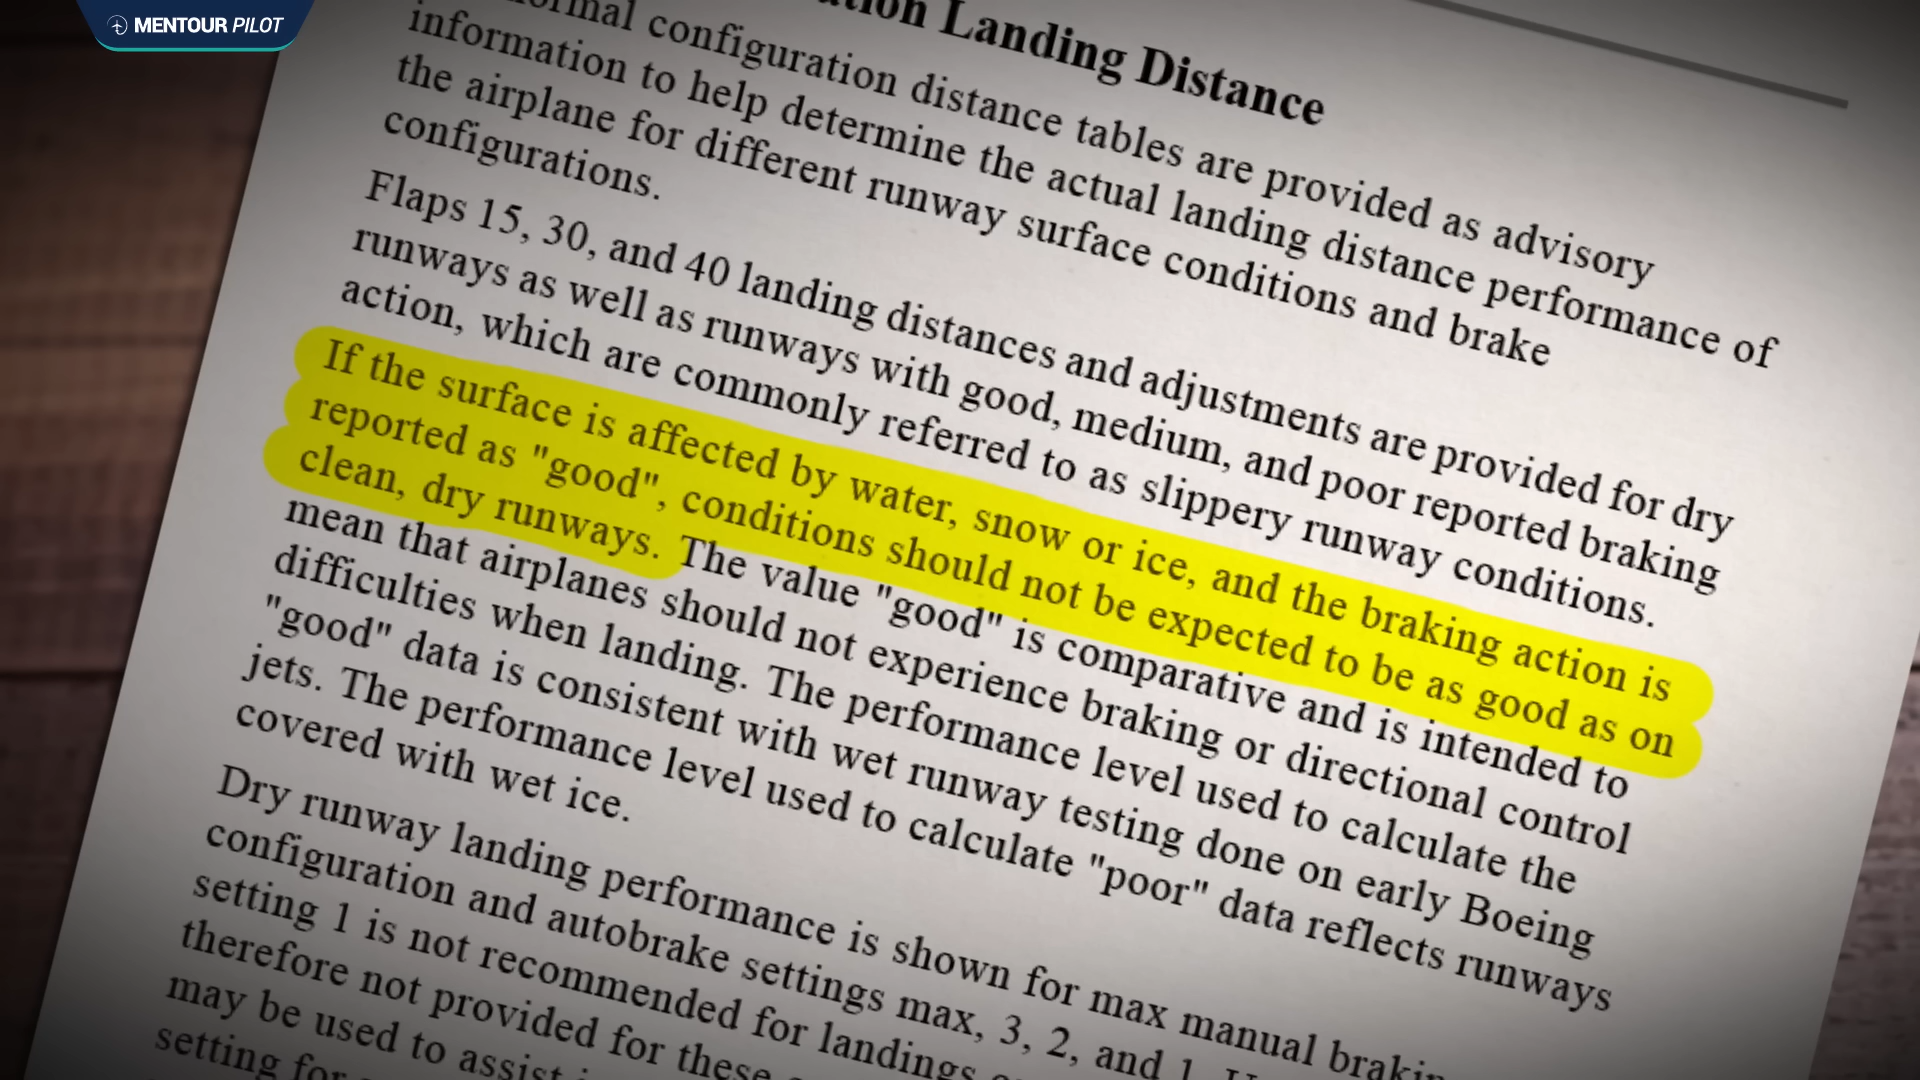 MENTOUR PILOT
Landing Distance
configuration distance tables are provided as advisory
information to help determine the actual landing distance performance of
the airplane for different runway surface conditions and brake
configurations.
Flaps 15, 30, and 40 landing distances and adjustments are provided for dry
runways as well as runways with good, medium, and poor reported braking
action, which are commonly referred to as slippery runway conditions.
If the surface is affected by water, snow or ice, and the braking action is
reported as "good", conditions should not be expected to be as good as on
clean, dry runways. The value "good" is comparative and is intended to
mean that airplanes should not experience braking or directional control
difficulties when landing. The performance level used to calculate the
"good" data is consistent with wet runway testing done on early Boeing
jets. The performance level used to calculate "poor" data reflects runways
covered with wet ice.
Dry runway landing performance is shown for max manual
configuration and autobrake settings max, 3, 2, and 1.
setting 1 is not recommended for landings
therefore not provided for these
may be used to assist
setting for